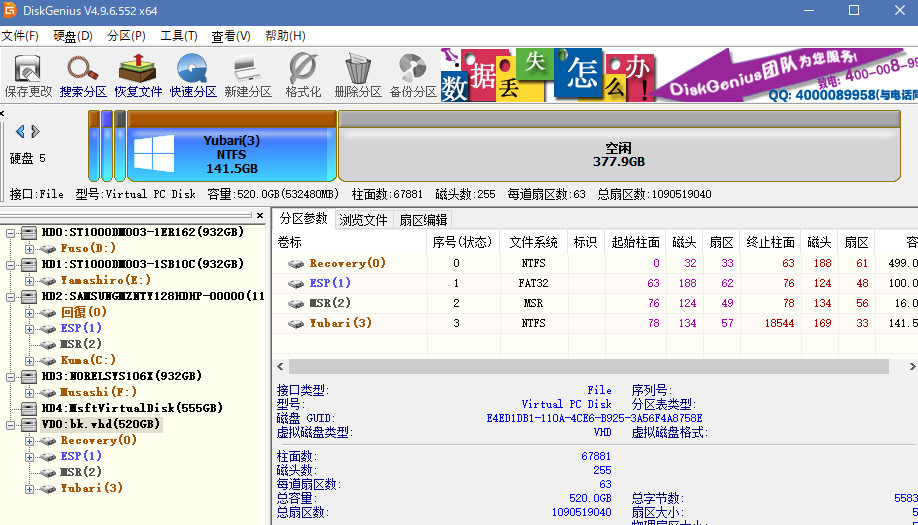 DiskGenius V4.9.6.552 x64
文件(F) 硬盘(D) 分区(P) 工具(T) 查看(V) 帮助(H)
保存更改 搜索分区 恢复文件 快速分区 新建分区 格式化 删除分区 备份分区
数据丢失怎么办!
DiskGenius团队为您服务!
致电: 400-008-99
QQ: 4000089958(与电话同
硬盘 5
Yubari(3)
NTFS
141.5GB
空闲
377.9GB
接口:File 型号:Virtual PC Disk 容量:520.0GB(532480MB) 柱面数:67881 磁头数:255 每道扇区数:63 总扇区数:1090519040
HD0:ST1000DM003-1ER162(932GB)
Fuso(D:)
HD1:ST1000DM003-1SB10C(932GB)
Yamashiro(E:)
HD2:SAMSUNGMZNTY128HDHP-00000(11
回復(0)
ESP(1)
MSR(2)
Kuma(C:)
HD3:NORELSYS106X(932GB)
Musashi(F:)
HD4:MsftVirtualDisk(555GB)
VD0:bk.vhd(520GB)
Recovery(0)
ESP(1)
MSR(2)
Yubari(3)
分区参数 浏览文件 扇区编辑
卷标 序号(状态) 文件系统 标识 起始柱面 磁头 扇区 终止柱面 磁头 扇区 容
Recovery(0) 0 NTFS 0 32 33 63 188 61 499.0
ESP(1) 1 FAT32 63 188 62 76 124 48 100.0
MSR(2) 2 MSR 76 124 49 78 134 56 16.0
Yubari(3) 3 NTFS 78 134 57 18544 169 33 141.5
接口类型: File 序列号:
型号: Virtual PC Disk 分区表类型:
磁盘 GUID: E4ED1DB1-110A-4CE6-B925-3A56F4A8758E
虚拟磁盘类型: VHD 虚拟磁盘格式:
柱面数: 67881
磁头数: 255
每道扇区数: 63
总容量: 520.0GB 总字节数: 5583
总扇区数: 1090519040 扇区大小: 5